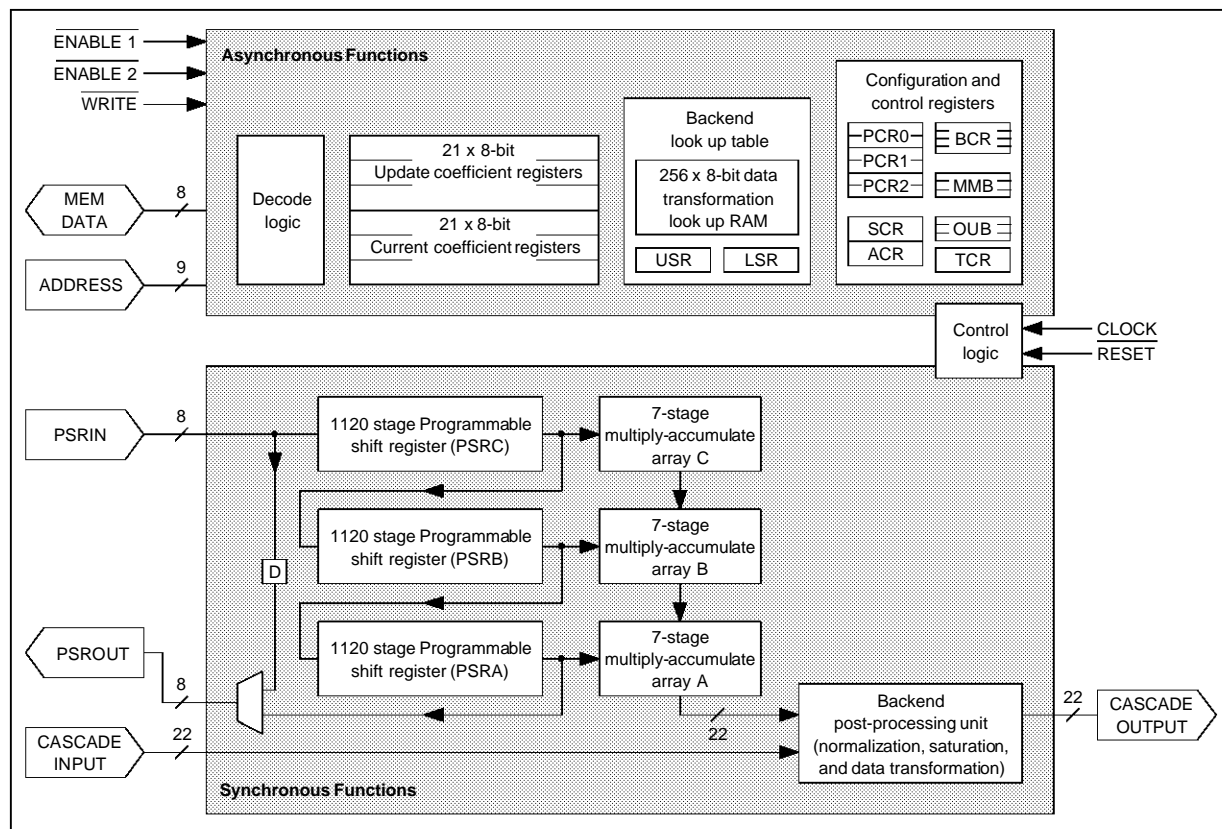 ENABLE 1
ENABLE 2
WRITE
Asynchronous Functions
MEM
DATA
8
ADDRESS
9
Decode
logic
21 x 8-bit
Update coefficient registers
21 x 8-bit
Current coefficient registers
Backend
look up table
256 x 8-bit data
transformation
look up RAM
USR
LSR
Configuration and
control registers
PCR0
PCR1
PCR2
BCR
MMB
SCR
ACR
OUB
TCR
Control
logic
CLOCK
RESET
PSRIN
8
1120 stage Programmable
shift register (PSRC)
7-stage
multiply-accumulate
array C
1120 stage Programmable
shift register (PSRB)
7-stage
multiply-accumulate
array B
D
1120 stage Programmable
shift register (PSRA)
7-stage
multiply-accumulate
array A
PSROUT
8
22
CASCADE
INPUT
22
Backend
post-processing unit
(normalization, saturation,
and data transformation)
22
CASCADE
OUTPUT
Synchronous Functions